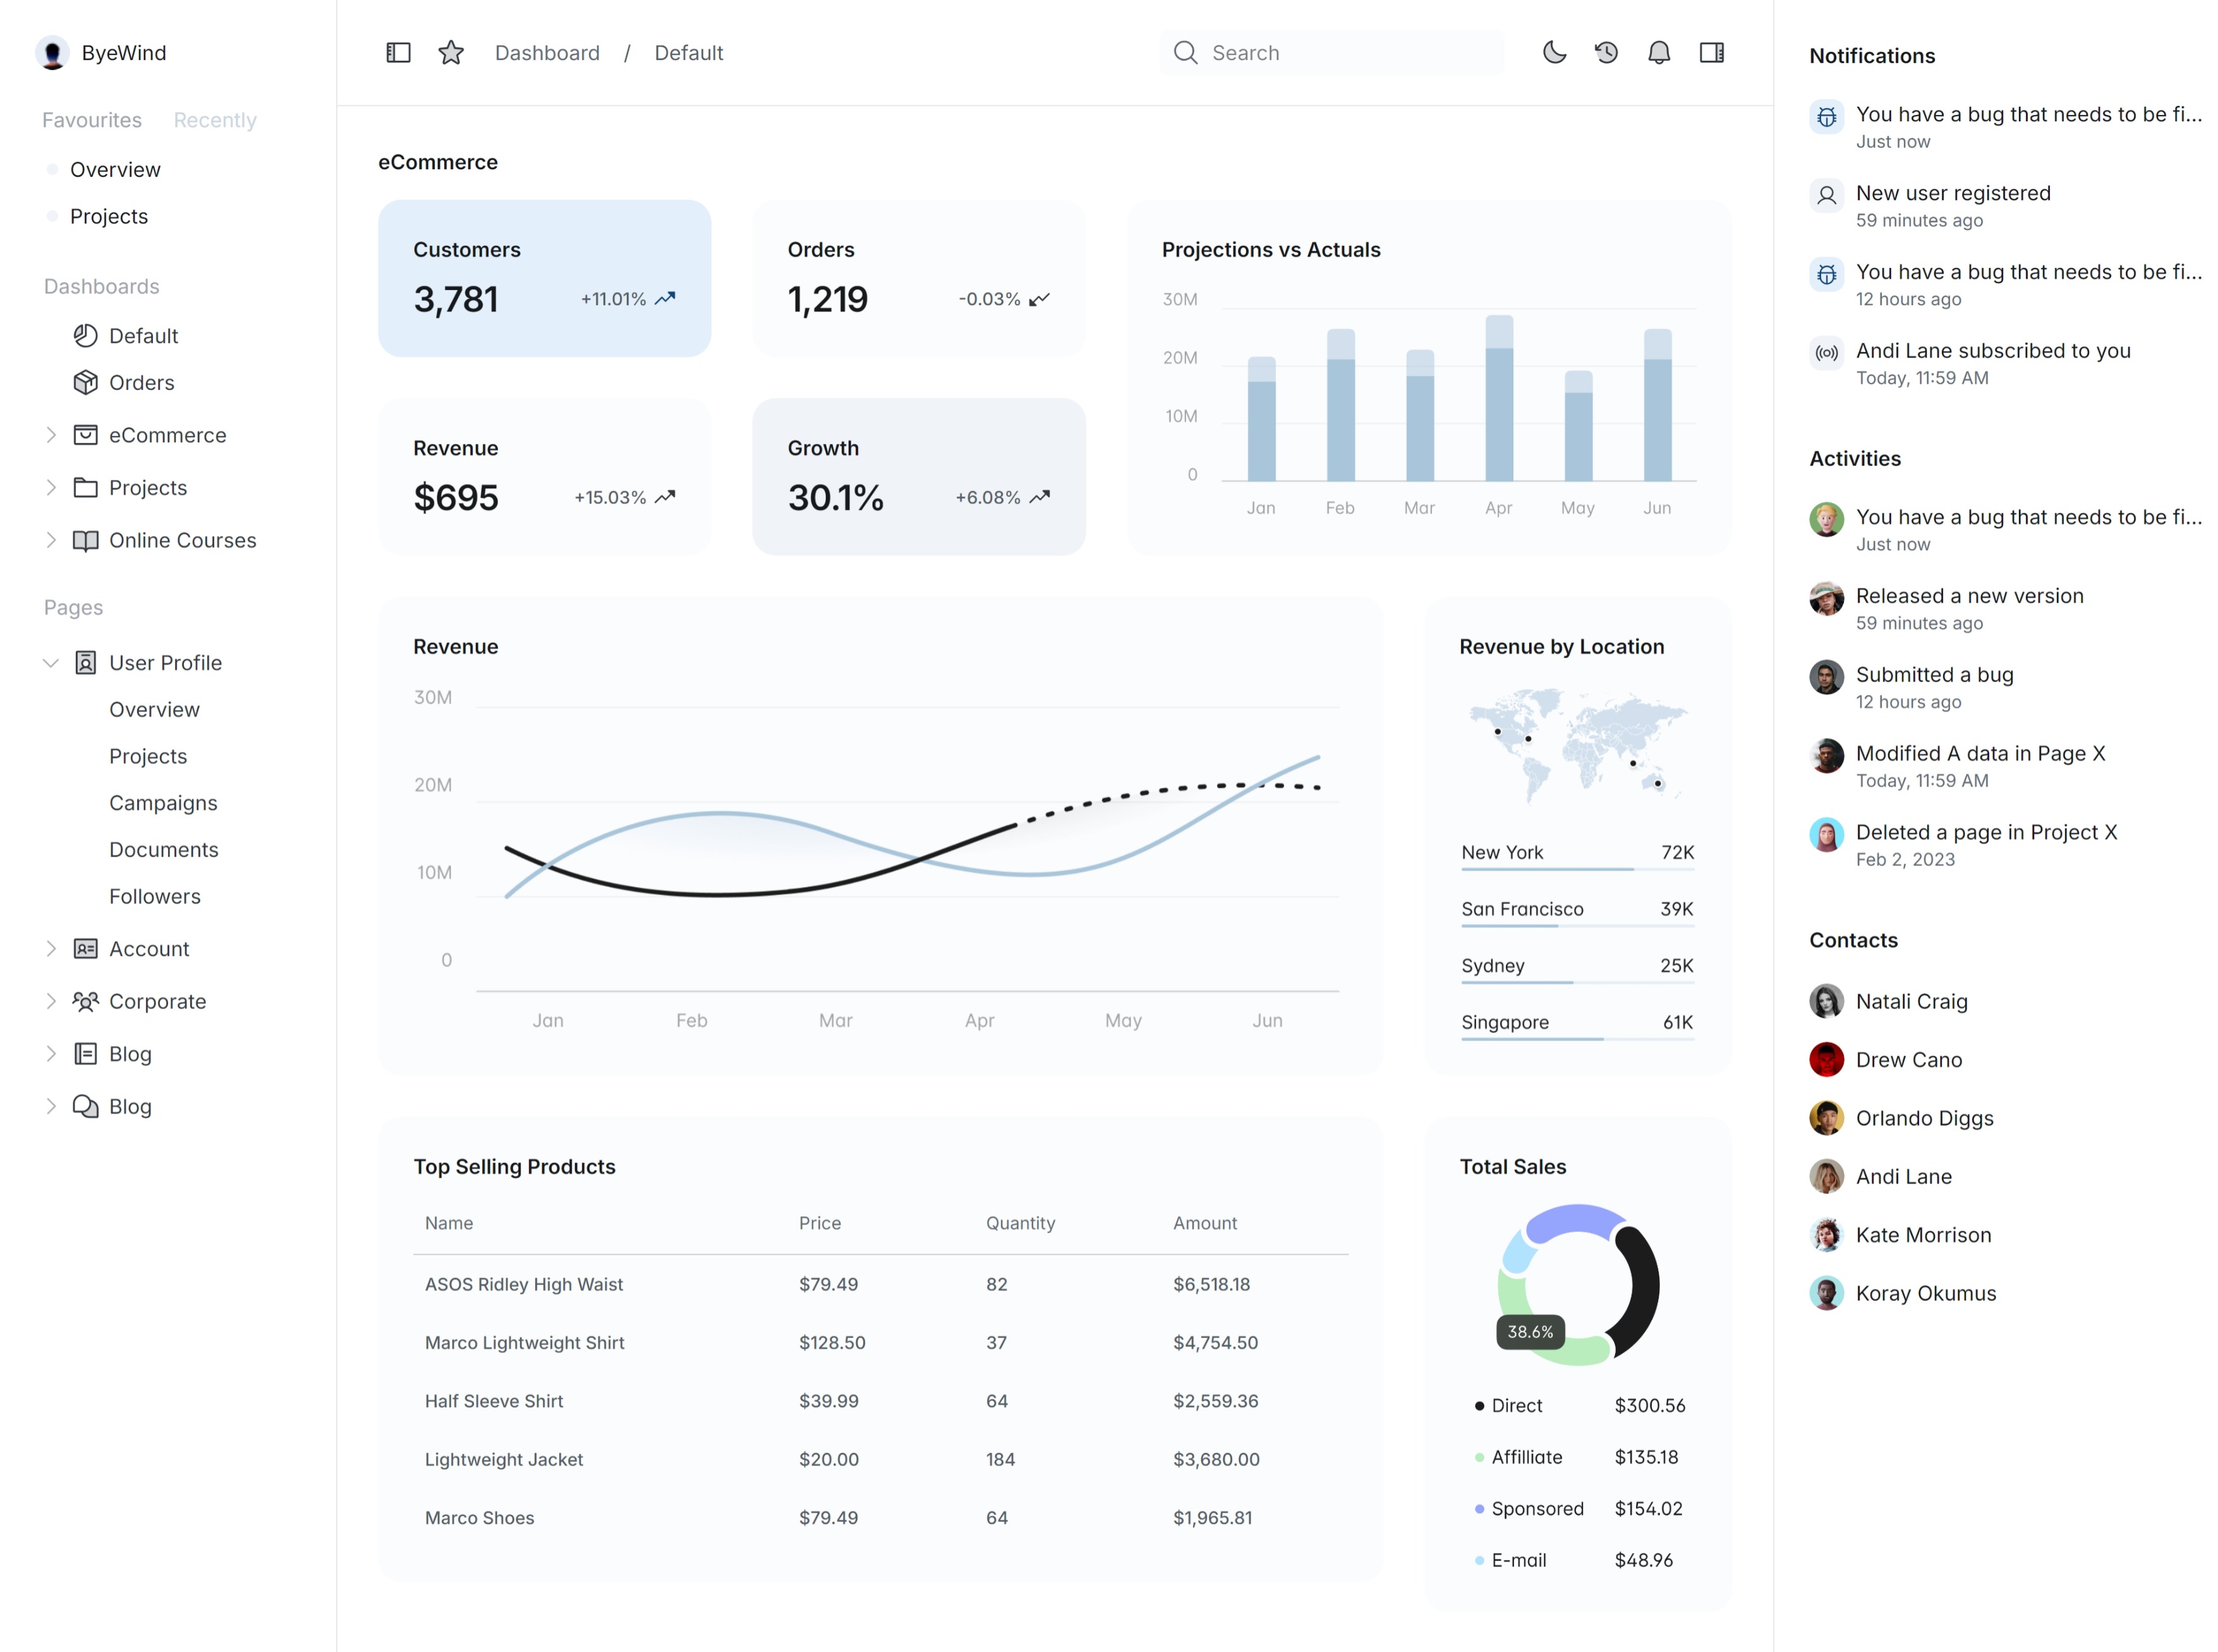 ByeWind
Favourites Recently
Overview
Projects
Dashboards
Default
Orders
eCommerce
Projects
Online Courses
Pages
User Profile
Overview
Projects
Campaigns
Documents
Followers
Account
Corporate
Blog
Blog
Dashboard / Default
Search
eCommerce
Customers
3,781 +11.01%
Orders
1,219 -0.03%
Revenue
$695 +15.03%
Growth
30.1% +6.08%
Projections vs Actuals
30M
20M
10M
0
Jan Feb Mar Apr May Jun
Revenue
30M
20M
10M
0
Jan Feb Mar Apr May Jun
Revenue by Location
New York 72K
San Francisco 39K
Sydney 25K
Singapore 61K
Top Selling Products
Name Price Quantity Amount
ASOS Ridley High Waist $79.49 82 $6,518.18
Marco Lightweight Shirt $128.50 37 $4,754.50
Half Sleeve Shirt $39.99 64 $2,559.36
Lightweight Jacket $20.00 184 $3,680.00
Marco Shoes $79.49 64 $1,965.81
Total Sales
38.6%
Direct $300.56
Affilliate $135.18
Sponsored $154.02
E-mail $48.96
Notifications
You have a bug that needs to be fi...
Just now
New user registered
59 minutes ago
You have a bug that needs to be fi...
12 hours ago
Andi Lane subscribed to you
Today, 11:59 AM
Activities
You have a bug that needs to be fi...
Just now
Released a new version
59 minutes ago
Submitted a bug
12 hours ago
Modified A data in Page X
Today, 11:59 AM
Deleted a page in Project X
Feb 2, 2023
Contacts
Natali Craig
Drew Cano
Orlando Diggs
Andi Lane
Kate Morrison
Koray Okumus